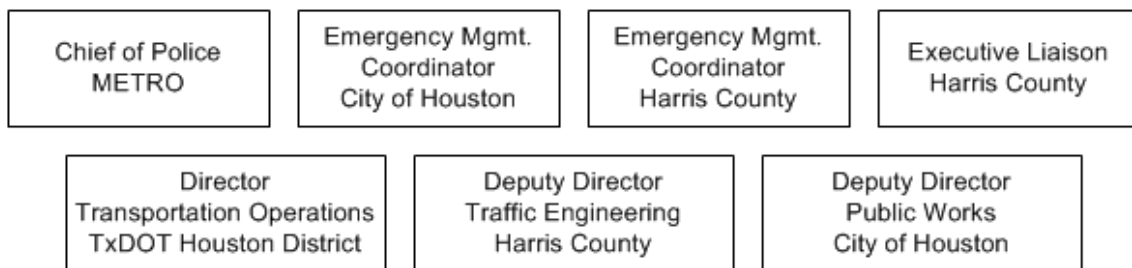 Chief of Police
METRO
Emergency Mgmt.
Coordinator
City of Houston
Emergency Mgmt.
Coordinator
Harris County
Executive Liaison
Harris County
Director
Transportation Operations
TxDOT Houston District
Deputy Director
Traffic Engineering
Harris County
Deputy Director
Public Works
City of Houston